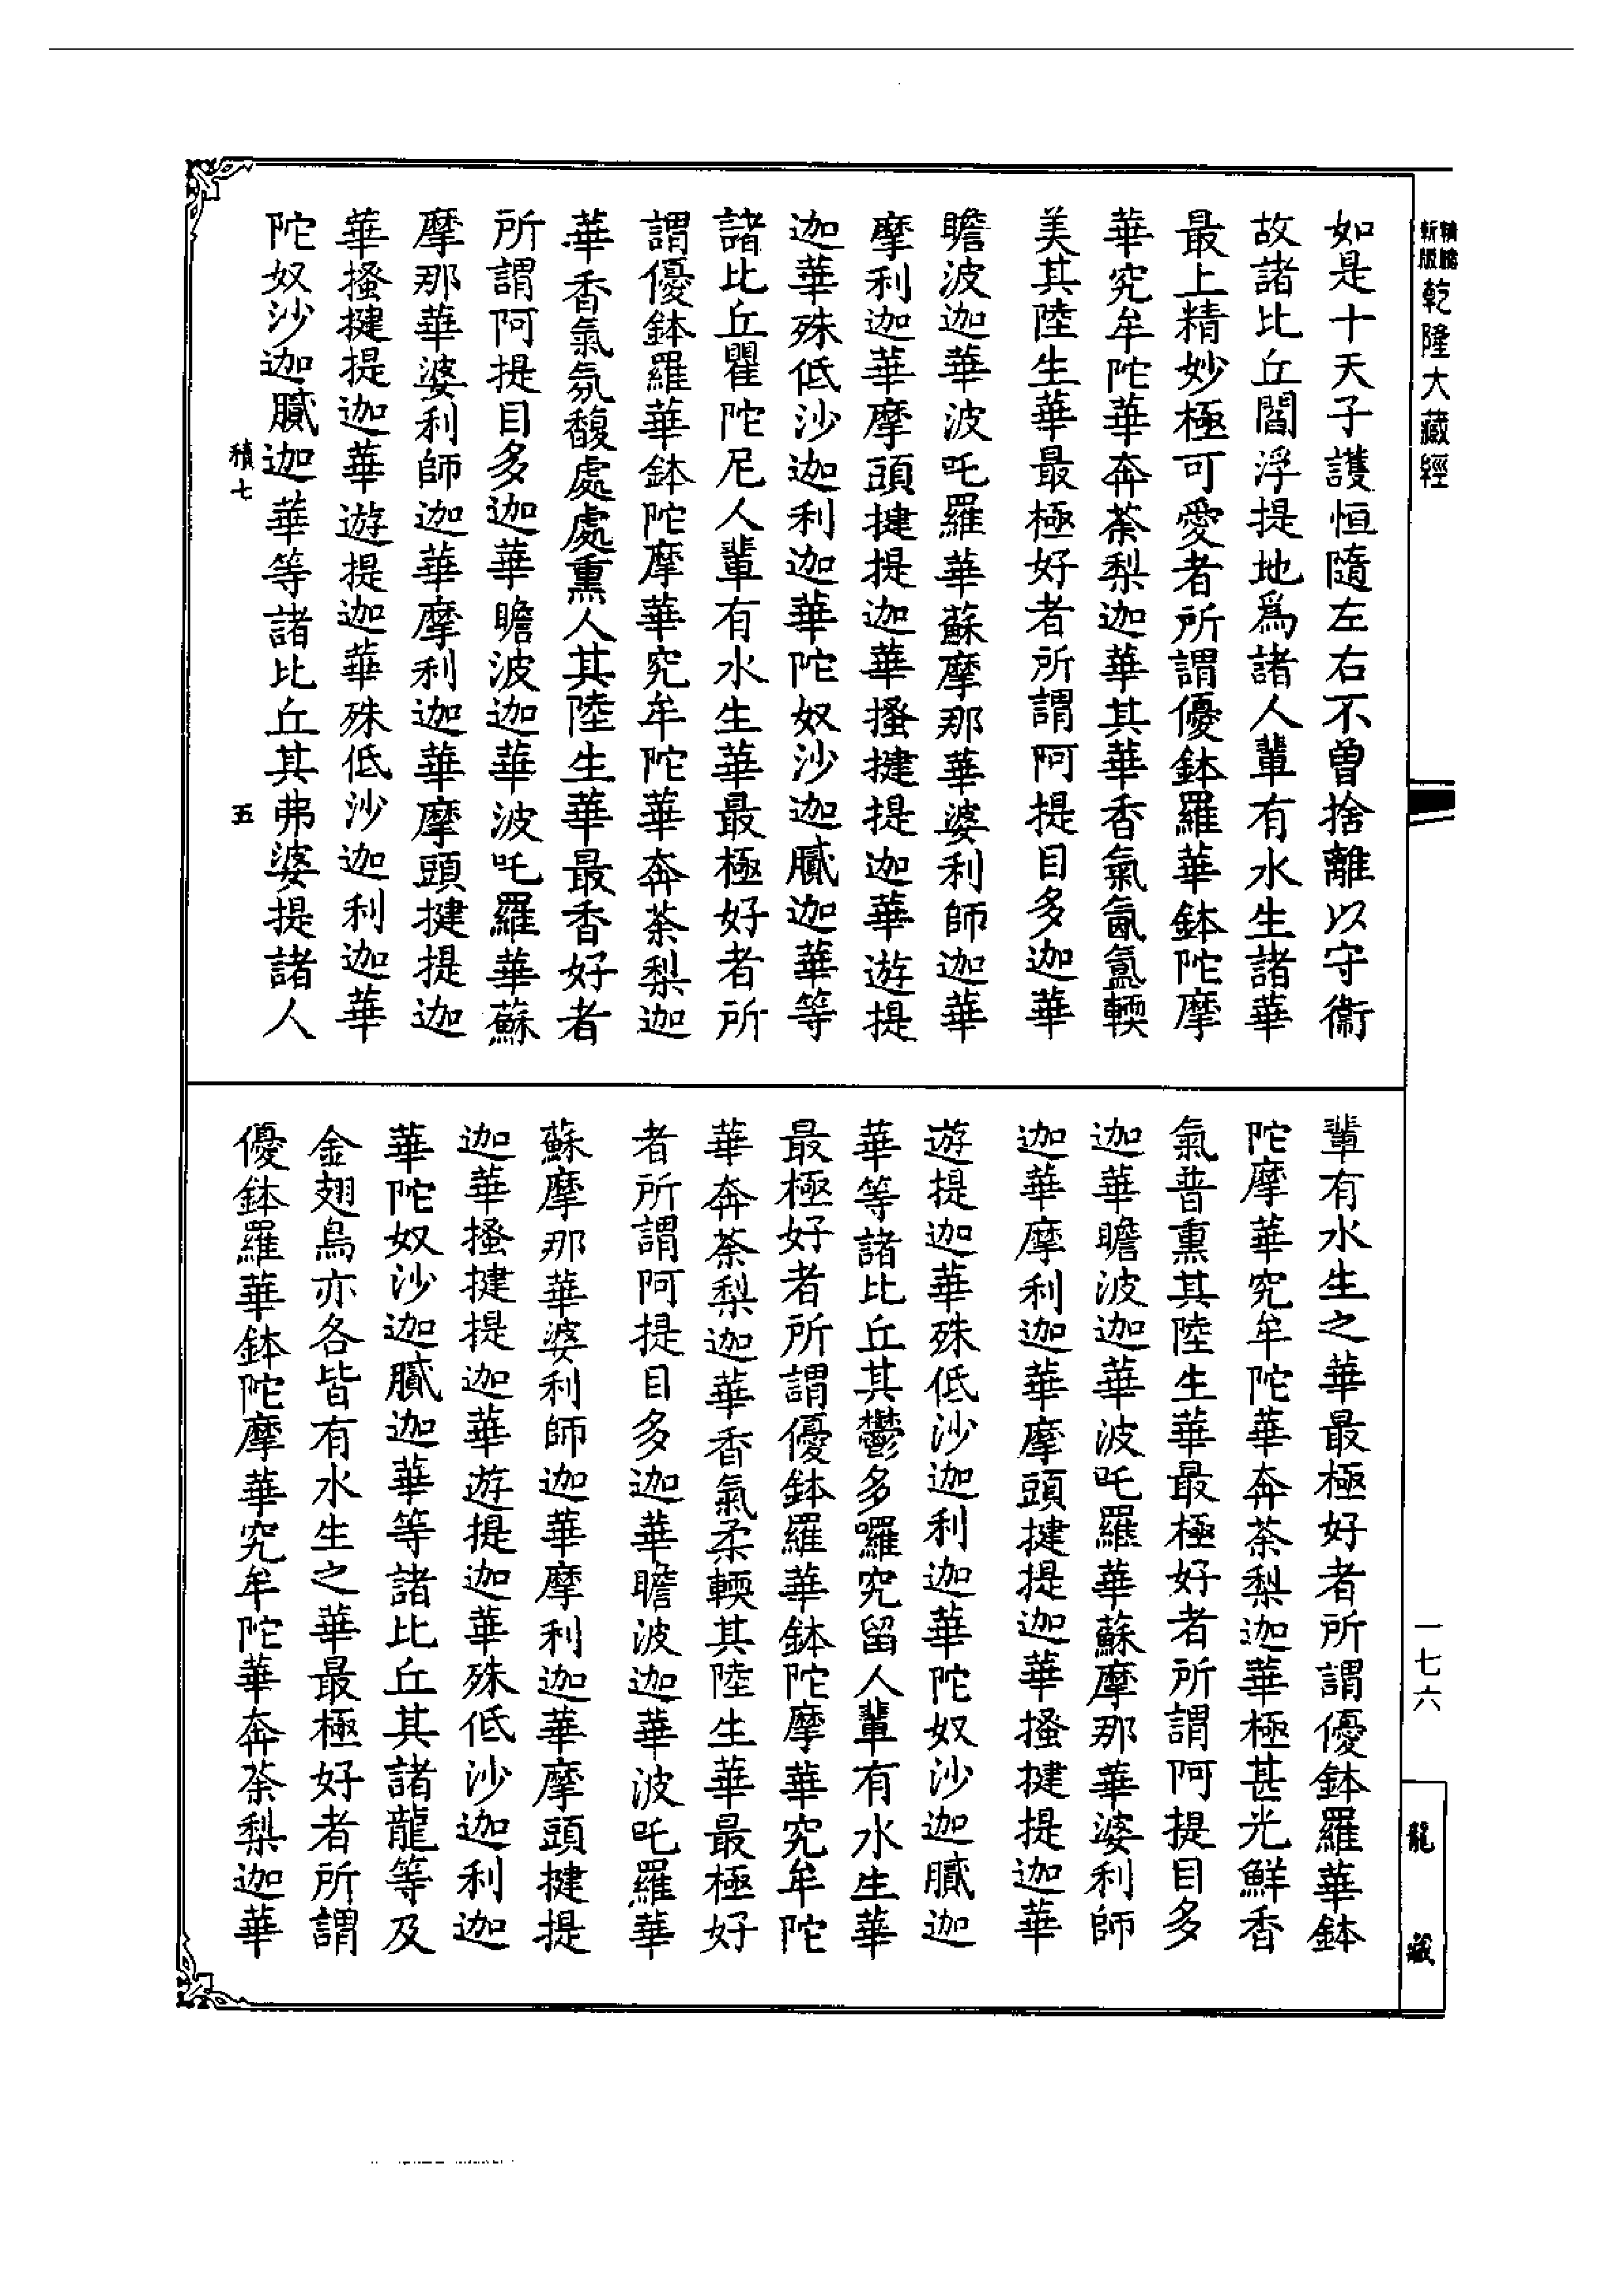 精縮新版乾隆大藏經
如是十天子護恒隨左右不曾捨離以守衞
故諸比丘閻浮提地爲諸人輩有水生諸華
最上精妙極可愛者所謂優鉢羅華鉢陀摩
華究牟陀華奔茶梨迦華其華香氣氤氳輭
美其陸生華最極好者所謂阿提目多迦華
瞻波迦華波吒羅華蘇摩那華婆利師迦華
摩利迦華摩頭揵提迦華搔揵提迦華遊提
迦華殊低沙迦利迦華陀奴沙迦膩迦華等
諸比丘瞿陀尼人輩有水生華最極好者所
謂優鉢羅華鉢陀摩華究牟陀華奔茶梨迦
華香氣氛馥處處熏人其陸生華最香好者
所謂阿提目多迦華瞻波迦華波吒羅華蘇
摩那華婆利師迦華摩利迦華摩頭揵提迦
華搔揵提迦華遊提迦華殊低沙迦利迦華
陀奴沙迦膩迦華等諸比丘其弗婆提諸人
積七
五
輩有水生之華最極好者所謂優鉢羅華鉢
陀摩華究牟陀華奔茶梨迦華極甚光鮮香
氣普熏其陸生華最極好者所謂阿提目多
迦華瞻波迦華波吒羅華蘇摩那華婆利師
迦華摩利迦華摩頭揵提迦華搔揵提迦華
遊提迦華殊低沙迦利迦華陀奴沙迦膩迦
華等諸比丘其鬱多囉究留人輩有水生華
最極好者所謂優鉢羅華鉢陀摩華究牟陀
華奔茶梨迦華香氣柔輭其陸生華最極好
者所謂阿提目多迦華瞻波迦華波吒羅華
蘇摩那華婆利師迦華摩利迦華摩頭揵提
迦華搔揵提迦華遊提迦華殊低沙迦利迦
華陀奴沙迦膩迦華等諸比丘其諸龍等及
金翅鳥亦各皆有水生之華最極好者所謂
優鉢羅華鉢陀摩華究牟陀華奔茶梨迦華
一七六
龍藏